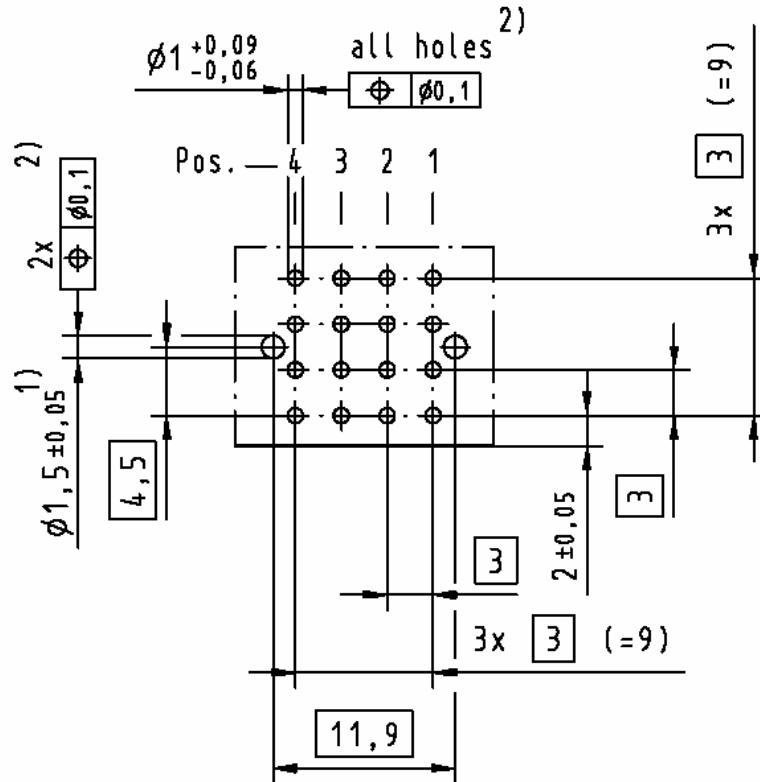 2)
Ø1 +0,09 -0,06
all holes
⌖ Ø0,1
Pos. 4 3 2 1
2x ⌖ Ø0,1 2)
Ø1,5±0,05 1)
4,5
3x 3 (=9)
3
2±0,05
3
3x 3 (=9)
11,9